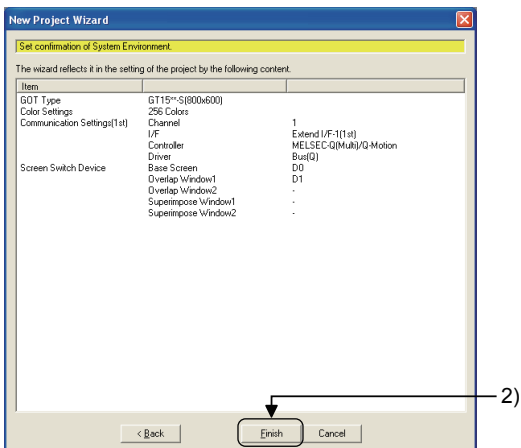 New Project Wizard
Set confirmation of System Environment.
The wizard reflects it in the setting of the project by the following content.
Item
GOT Type GT15**-S(800x600)
Color Settings 256 Colors
Communication Settings(1st) Channel 1
I/F Extend I/F-1(1st)
Controller MELSEC-Q(Multi)/Q-Motion
Driver Bus(Q)
Screen Switch Device Base Screen D0
Overlap Window1 D1
Overlap Window2 -
Superimpose Window1 -
Superimpose Window2 -
2)
< Back Finish Cancel